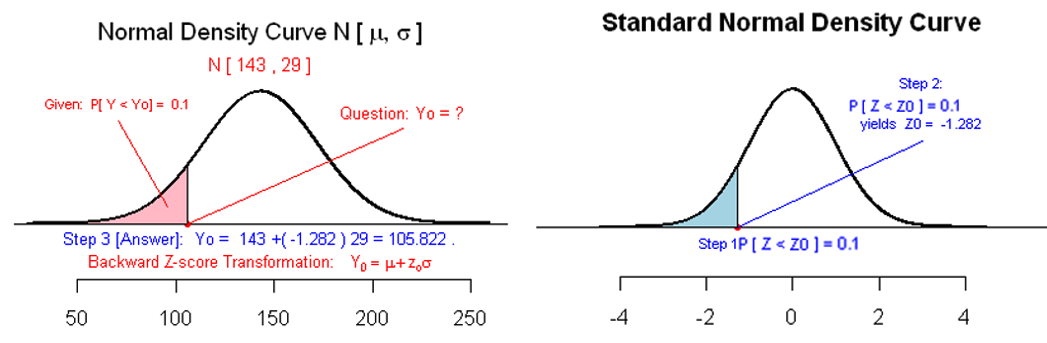 Normal Density Curve N [ μ, σ ]
N [ 143 , 29 ]
Given: P[ Y < Yo] = 0.1
Question: Yo = ?
Step 3 [Answer]: Yo = 143 +( -1.282 ) 29 = 105.822 .
Backward Z-score Transformation: Y₀ = μ+z₀σ
50 100 150 200 250
Standard Normal Density Curve
Step 2:
P [ Z < Z0 ] = 0.1
yields Z0 = -1.282
Step 1P [ Z < Z0 ] = 0.1
-4 -2 0 2 4